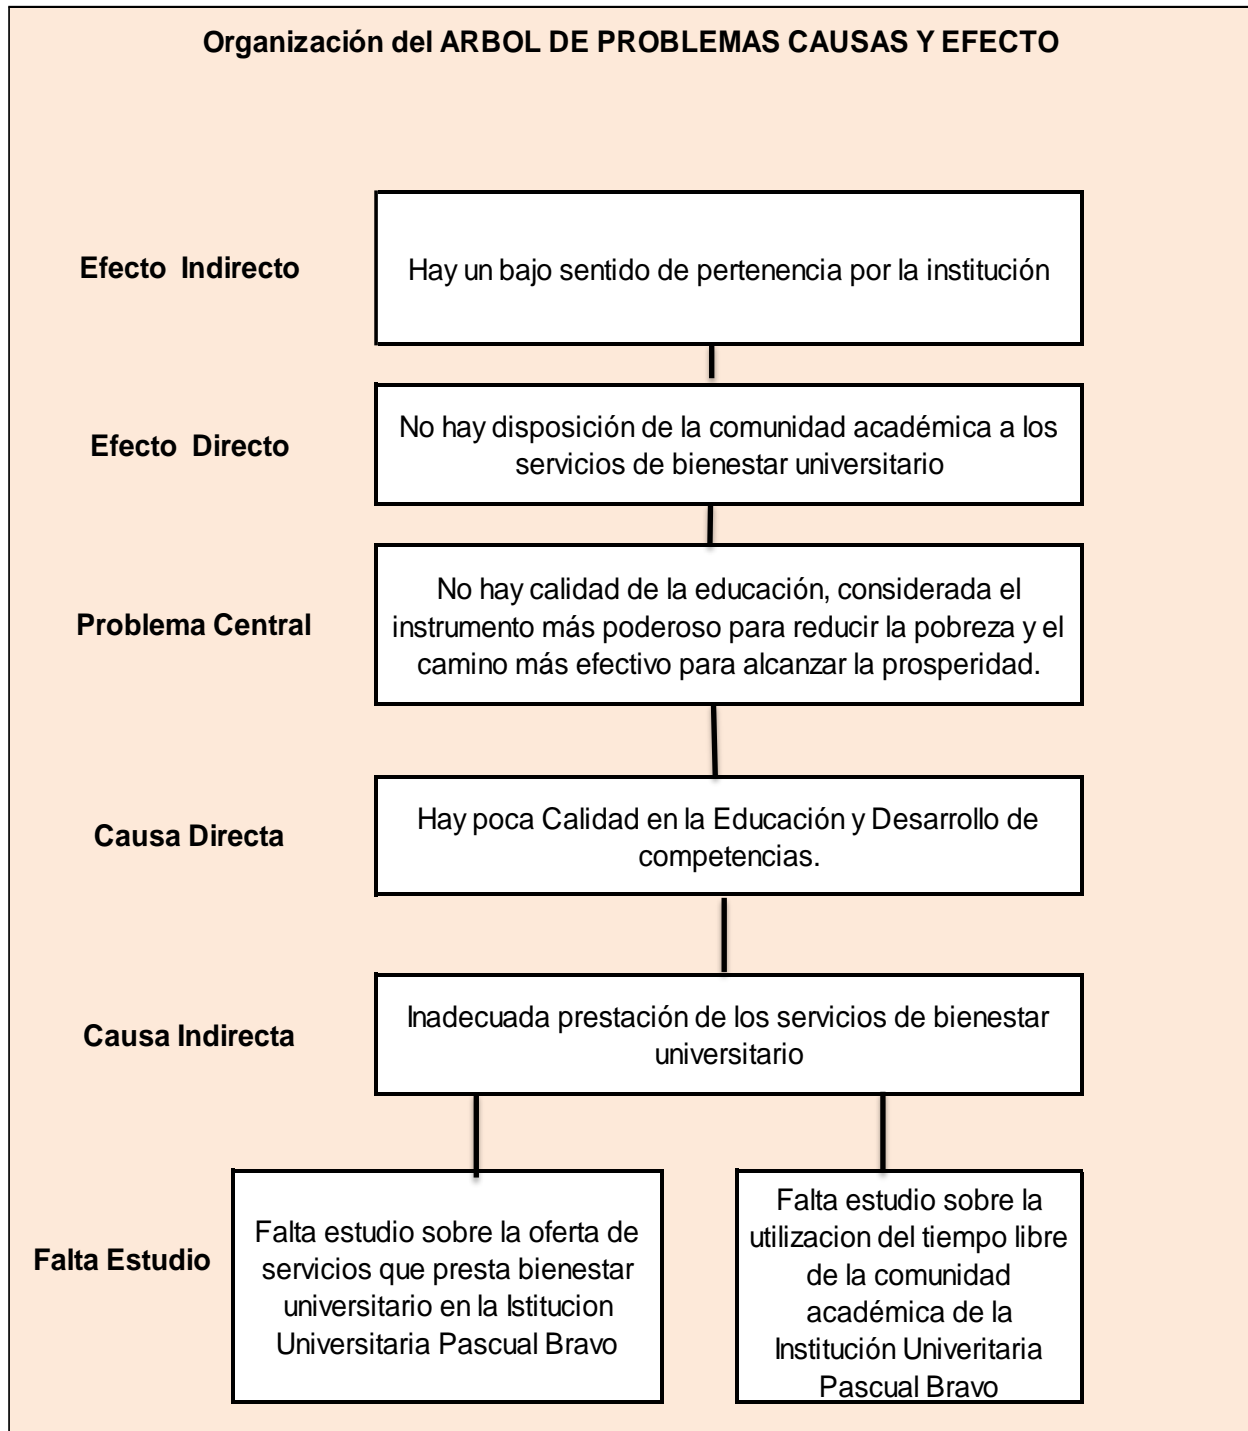 Organización del ARBOL DE PROBLEMAS CAUSAS Y EFECTO
Efecto Indirecto
Hay un bajo sentido de pertenencia por la institución
Efecto Directo
No hay disposición de la comunidad académica a los
servicios de bienestar universitario
Problema Central
No hay calidad de la educación, considerada el
instrumento más poderoso para reducir la pobreza y el
camino más efectivo para alcanzar la prosperidad.
Causa Directa
Hay poca Calidad en la Educación y Desarrollo de
competencias.
Causa Indirecta
Inadecuada prestación de los servicios de bienestar
universitario
Falta Estudio
Falta estudio sobre la oferta de
servicios que presta bienestar
universitario en la Istitucion
Universitaria Pascual Bravo
Falta estudio sobre la
utilizacion del tiempo libre
de la comunidad
académica de la
Institución Univeritaria
Pascual Bravo